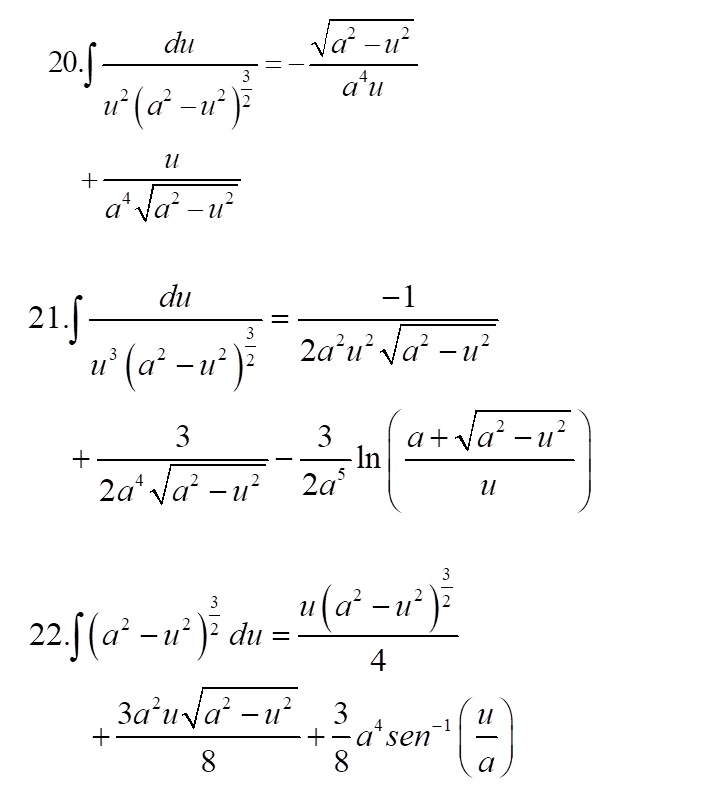 20. ∫ du / (u²(a² − u²)^(3/2)) = − √(a² − u²) / (a⁴u)
+ u / (a⁴√(a² − u²))
21. ∫ du / (u³(a² − u²)^(3/2)) = −1 / (2a²u²√(a² − u²))
+ 3 / (2a⁴√(a² − u²)) − 3 / (2a⁵) ln((a + √(a² − u²)) / u)
22. ∫ (a² − u²)^(3/2) du = u(a² − u²)^(3/2) / 4
+ 3a²u√(a² − u²) / 8 + 3/8 a⁴ sen⁻¹(u / a)